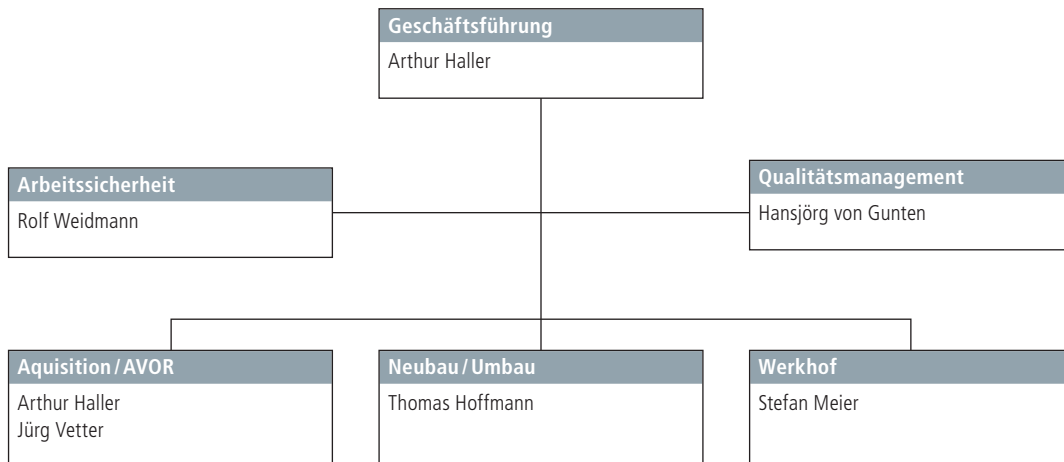 Geschäftsführung
Arthur Haller
Arbeitssicherheit
Rolf Weidmann
Qualitätsmanagement
Hansjörg von Gunten
Aquisition / AVOR
Arthur Haller
Jürg Vetter
Neubau / Umbau
Thomas Hoffmann
Werkhof
Stefan Meier